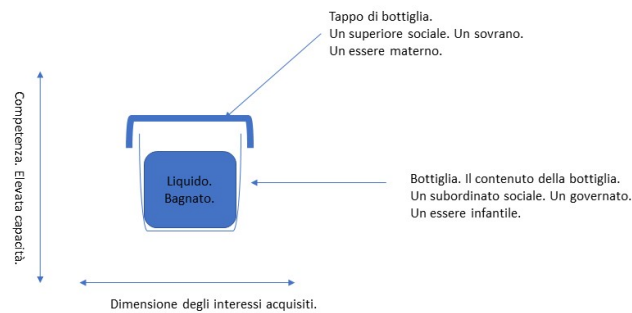 Tappo di bottiglia.
Un superiore sociale. Un sovrano.
Un essere materno.
Competenza. Elevata capacità.
Liquido.
Bagnato.
Bottiglia. Il contenuto della bottiglia.
Un subordinato sociale. Un governato.
Un essere infantile.
Dimensione degli interessi acquisiti.